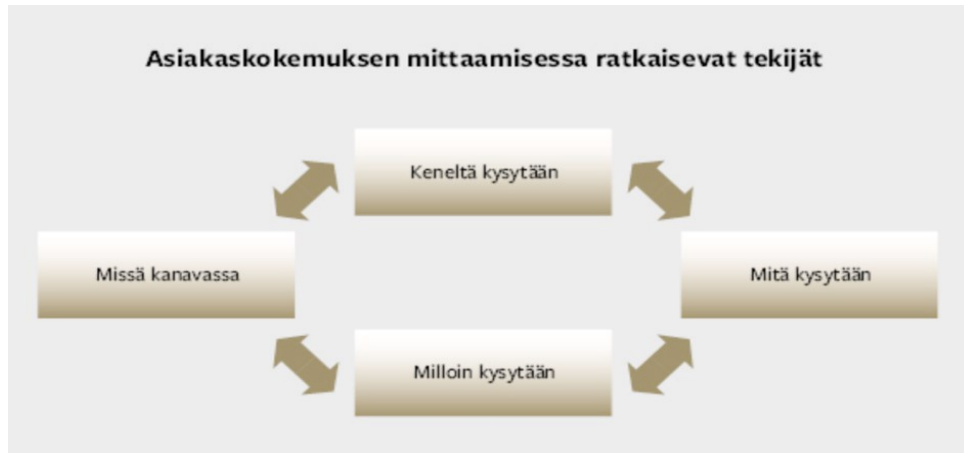 Asiakaskokemuksen mittaamisessa ratkaisevat tekijät
Keneltä kysytään
Missä kanavassa
Mitä kysytään
Milloin kysytään